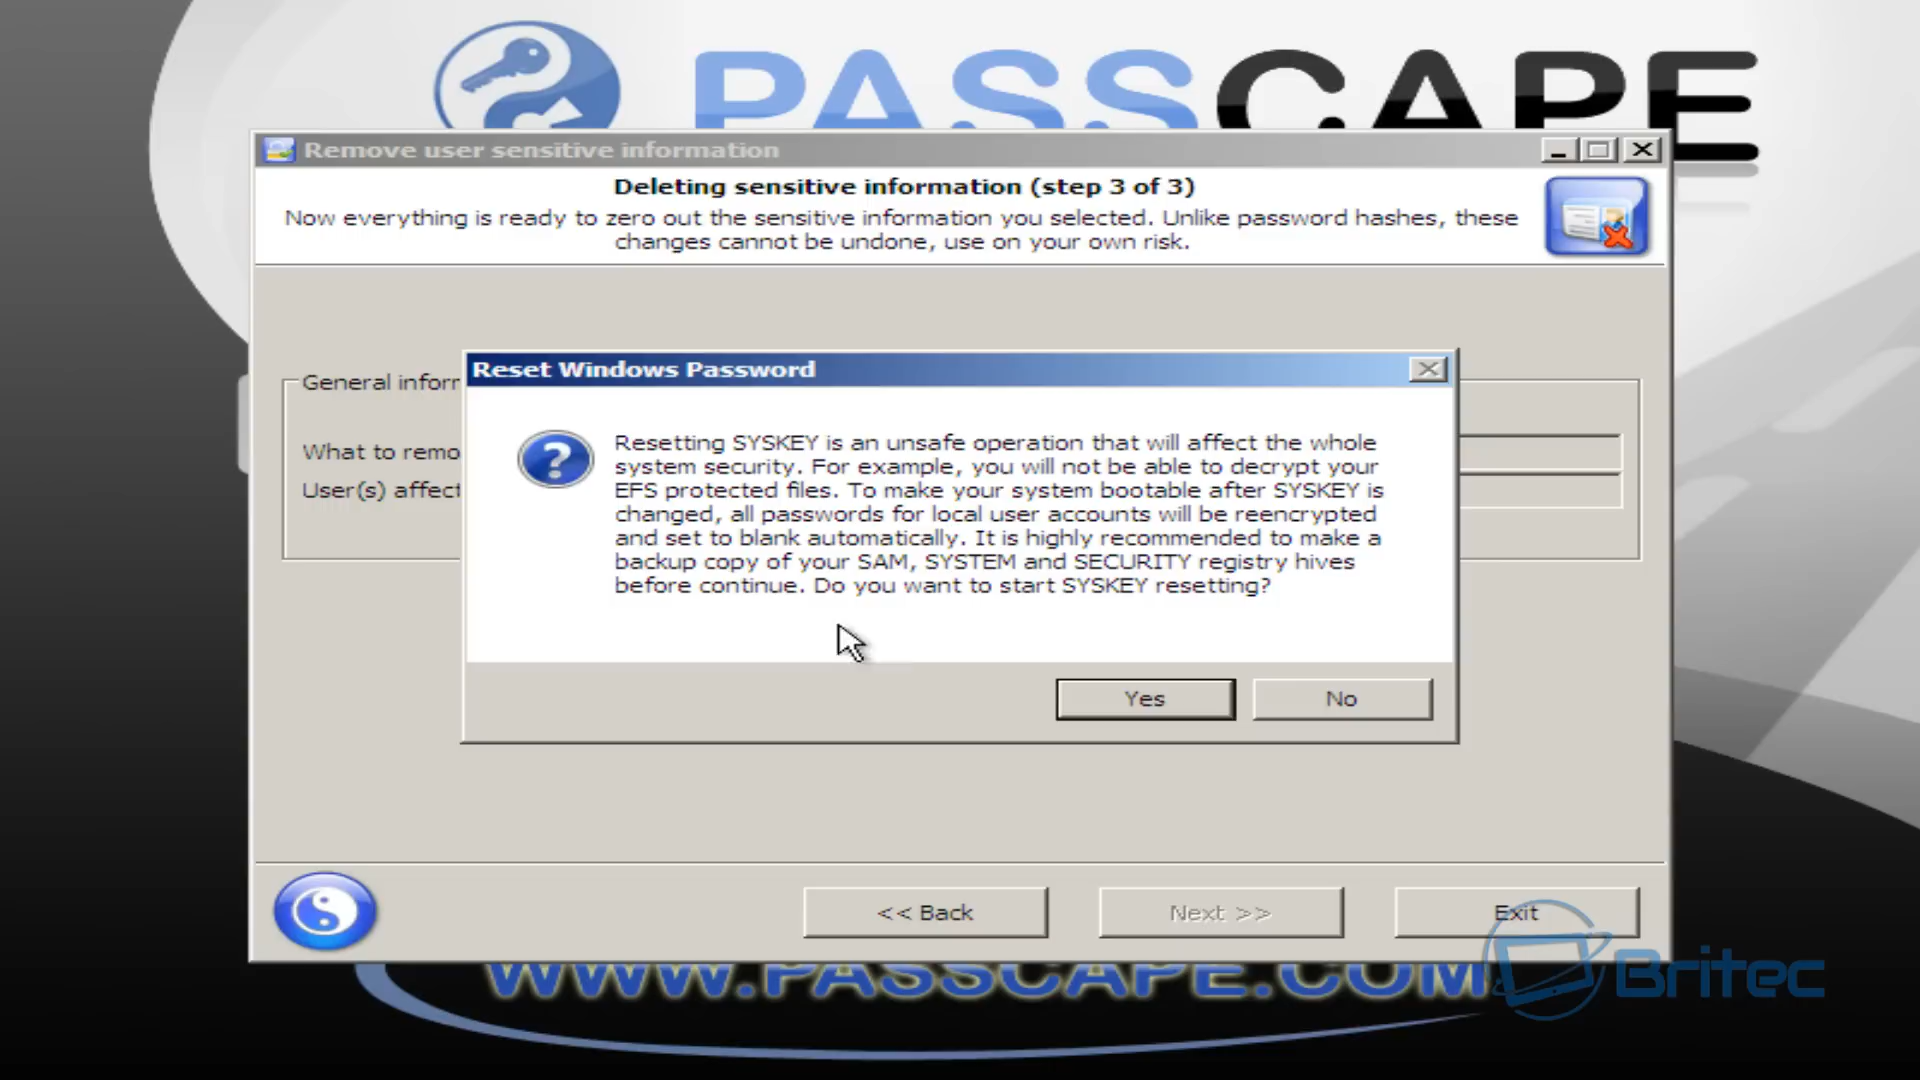 PASSCAPE
Remove user sensitive information
Deleting sensitive information (step 3 of 3)
Now everything is ready to zero out the sensitive information you selected. Unlike password hashes, these
changes cannot be undone, use on your own risk.
General inforr
Reset Windows Password
What to remo
User(s) affect
Resetting SYSKEY is an unsafe operation that will affect the whole
system security. For example, you will not be able to decrypt your
EFS protected files. To make your system bootable after SYSKEY is
changed, all passwords for local user accounts will be reencrypted
and set to blank automatically. It is highly recommended to make a
backup copy of your SAM, SYSTEM and SECURITY registry hives
before continue. Do you want to start SYSKEY resetting?
Yes
No
<< Back
Next >>
Exit
WWW.PASSCAPE.COM
Britec